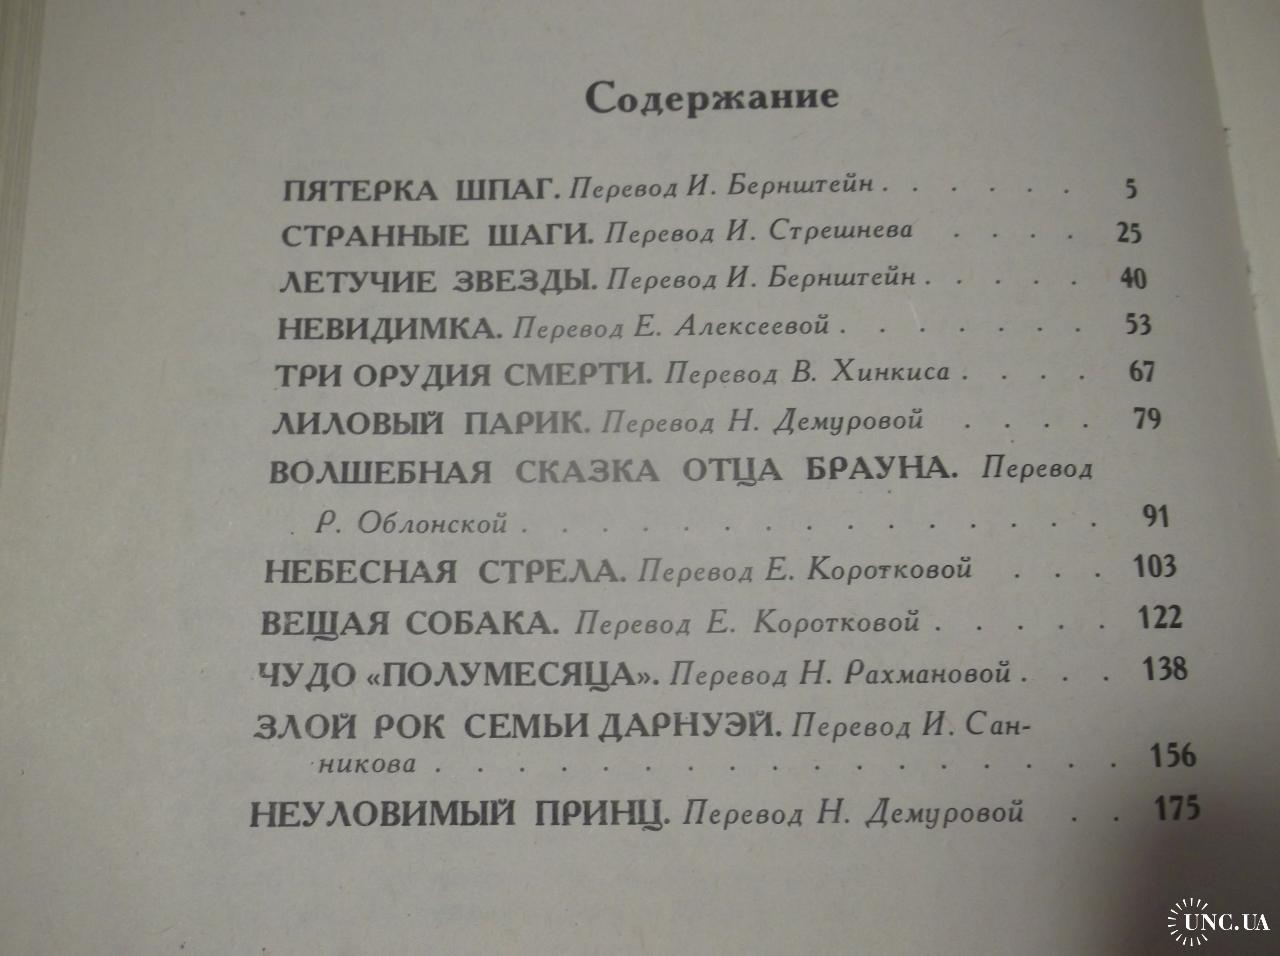 Содержание
ПЯТЕРКА ШПАГ. Перевод И. Бернштейн . . . . . . 5
СТРАННЫЕ ШАГИ. Перевод И. Стрешнева . . . . 25
ЛЕТУЧИЕ ЗВЕЗДЫ. Перевод И. Бернштейн . . . . . 40
НЕВИДИМКА. Перевод Е. Алексеевой . . . . . . . 53
ТРИ ОРУДИЯ СМЕРТИ. Перевод В. Хинкиса . . . . 67
ЛИЛОВЫЙ ПАРИК. Перевод Н. Демуровой . . . . 79
ВОЛШЕБНАЯ СКАЗКА ОТЦА БРАУНА. Перевод
Р. Облонской . . . . . . . . . . . . . . . 91
НЕБЕСНАЯ СТРЕЛА. Перевод Е. Коротковой . . . 103
ВЕЩАЯ СОБАКА. Перевод Е. Коротковой . . . . . 122
ЧУДО «ПОЛУМЕСЯЦА». Перевод Н. Рахмановой . . . 138
ЗЛОЙ РОК СЕМЬИ ДАРНУЭЙ. Перевод И. Сан-
никова . . . . . . . . . . . . . . . . . 156
НЕУЛОВИМЫЙ ПРИНЦ. Перевод Н. Демуровой . . 175
UNC.UA